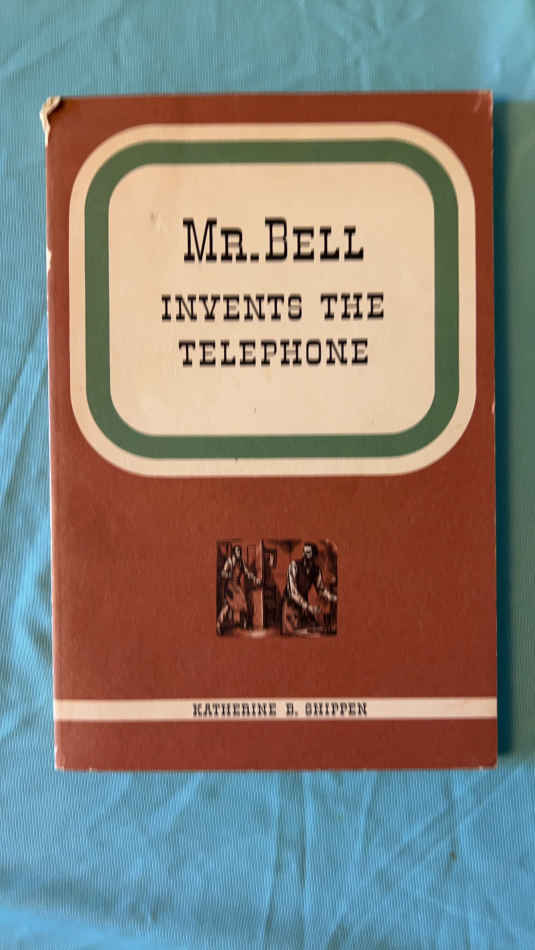 MR. BELL
INVENTS THE
TELEPHONE
KATHERINE B. SHIPPEN